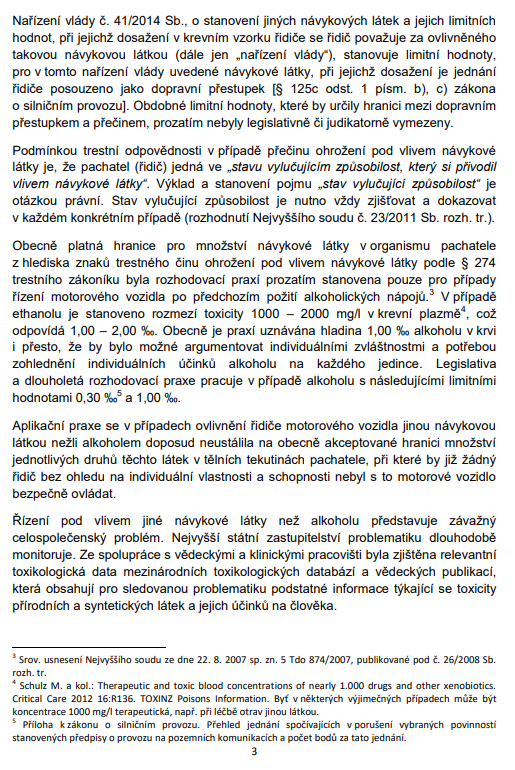 Nařízení vlády č. 41/2014 Sb., o stanovení jiných návykových látek a jejich limitních
hodnot, při jejichž dosažení v krevním vzorku řidiče se řidič považuje za ovlivněného
takovou návykovou látkou (dále jen „nařízení vlády“), stanovuje limitní hodnoty,
pro v tomto nařízení vlády uvedené návykové látky, při jejichž dosažení je jednání
řidiče posouzeno jako dopravní přestupek [§ 125c odst. 1 písm. b), c) zákona
o silničním provozu]. Obdobné limitní hodnoty, které by určily hranici mezi dopravním
přestupkem a přečinem, prozatím nebyly legislativně či judikatorně vymezeny.
Podmínkou trestní odpovědnosti v případě přečinu ohrožení pod vlivem návykové
látky je, že pachatel (řidič) jedná ve „stavu vylučujícím způsobilost, který si přivodil
vlivem návykové látky“. Výklad a stanovení pojmu „stav vylučující způsobilost“ je
otázkou právní. Stav vylučující způsobilost je nutno vždy zjišťovat a dokazovat
v každém konkrétním případě (rozhodnutí Nejvyššího soudu č. 23/2011 Sb. rozh. tr.).
Obecně platná hranice pro množství návykové látky v organismu pachatele
z hlediska znaků trestného činu ohrožení pod vlivem návykové látky podle § 274
trestního zákoníku byla rozhodovací praxí prozatím stanovena pouze pro případy
řízení motorového vozidla po předchozím požití alkoholických nápojů.3 V případě
ethanolu je stanoveno rozmezí toxicity 1000 – 2000 mg/l v krevní plazmě4, což
odpovídá 1,00 – 2,00 ‰. Obecně je praxí uznávána hladina 1,00 ‰ alkoholu v krvi
i přesto, že by bylo možné argumentovat individuálními zvláštnostmi a potřebou
zohlednění individuálních účinků alkoholu na každého jedince. Legislativa
a dlouholetá rozhodovací praxe pracuje v případě alkoholu s následujícími limitními
hodnotami 0,30 ‰5 a 1,00 ‰.
Aplikační praxe se v případech ovlivnění řidiče motorového vozidla jinou návykovou
látkou nežli alkoholem doposud neustálila na obecně akceptované hranici množství
jednotlivých druhů těchto látek v tělních tekutinách pachatele, při které by již žádný
řidič bez ohledu na individuální vlastnosti a schopnosti nebyl s to motorové vozidlo
bezpečně ovládat.
Řízení pod vlivem jiné návykové látky než alkoholu představuje závažný
celospolečenský problém. Nejvyšší státní zastupitelství problematiku dlouhodobě
monitoruje. Ze spolupráce s vědeckými a klinickými pracovišti byla zjištěna relevantní
toxikologická data mezinárodních toxikologických databází a vědeckých publikací,
která obsahují pro sledovanou problematiku podstatné informace týkající se toxicity
přírodních a syntetických látek a jejich účinků na člověka.
3 Srov. usnesení Nejvyššího soudu ze dne 22. 8. 2007 sp. zn. 5 Tdo 874/2007, publikované pod č. 26/2008 Sb.
rozh. tr.
4 Schulz M. a kol.: Therapeutic and toxic blood concentrations of nearly 1.000 drugs and other xenobiotics.
Critical Care 2012 16:R136. TOXINZ Poisons Information. Byť v některých výjimečných případech může být
koncentrace 1000 mg/l terapeutická, např. při léčbě otrav jinou látkou.
5 Příloha k zákonu o silničním provozu. Přehled jednání spočívajících v porušení vybraných povinností
stanovených předpisy o provozu na pozemních komunikacích a počet bodů za tato jednání.
3